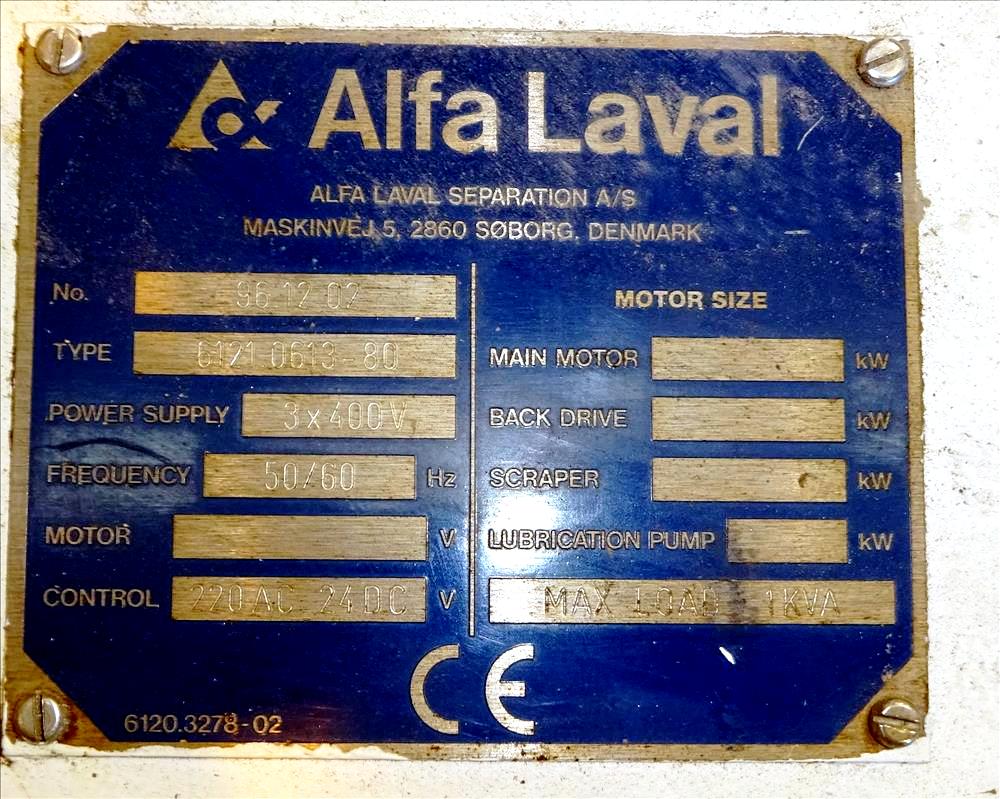 Alfa Laval
ALFA LAVAL SEPARATION A/S
MASKINVEJ 5, 2860 SØBORG, DENMARK
No. 96 12 02
TYPE 6121 0613-80
POWER SUPPLY 3 x 400 V
FREQUENCY 50/60 Hz
MOTOR V
CONTROL 220 AC 24 DC V
MOTOR SIZE
MAIN MOTOR kW
BACK DRIVE kW
SCRAPER kW
LUBRICATION PUMP kW
MAX LOAD 1KVA
CE
6120.3278-02